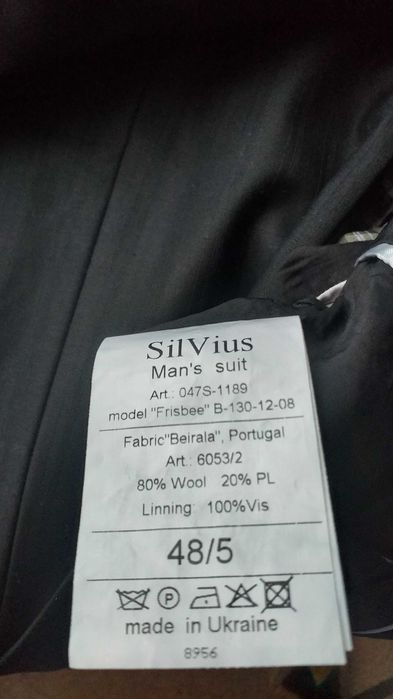 SilVius
Man's suit
Art.: 047S-1189
model "Frisbee" B-130-12-08
Fabric"Beirala", Portugal
Art.: 6053/2
80% Wool 20% PL
Linning: 100%Vis
48/5
P
made in Ukraine
8956